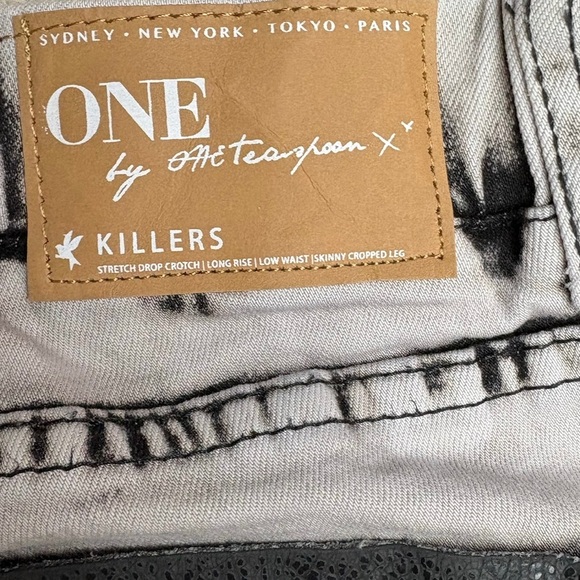 SYDNEY • NEW YORK • TOKYO • PARIS
ONE
by ONEteaspoon X x
KILLERS
STRETCH DROP CROTCH | LONG RISE | LOW WAIST | SKINNY CROPPED LEG